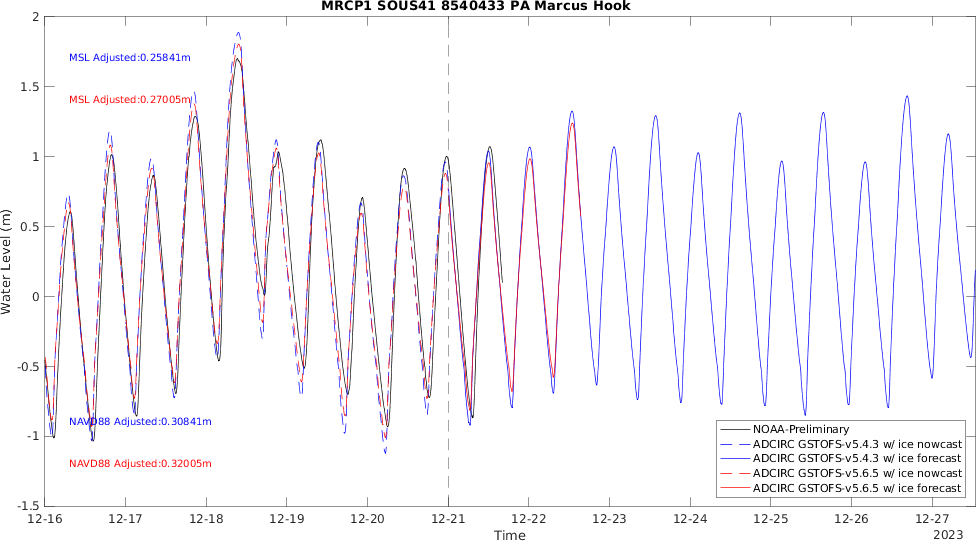 MRCP1 SOUS41 8540433 PA Marcus Hook
2
1.5
1
0.5
0
-0.5
-1
-1.5
Water Level (m)
MSL Adjusted:0.25841m
MSL Adjusted:0.27005m
NAVD88 Adjusted:0.30841m
NAVD88 Adjusted:0.32005m
NOAA-Preliminary
ADCIRC GSTOFS-v5.4.3 w/ ice nowcast
ADCIRC GSTOFS-v5.4.3 w/ ice forecast
ADCIRC GSTOFS-v5.6.5 w/ ice nowcast
ADCIRC GSTOFS-v5.6.5 w/ ice forecast
12-16 12-17 12-18 12-19 12-20 12-21 12-22 12-23 12-24 12-25 12-26 12-27
Time
2023